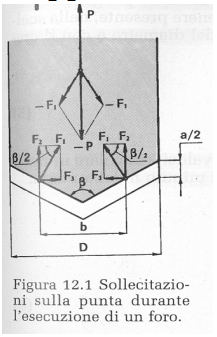 P
–F₁
–F₁
–P
F₂
F₁
F₁
F₂
a/2
β/2
β/2
F₃
F₃
β
b
D
Figura 12.1 Sollecitazio-
ni sulla punta durante
l'esecuzione di un foro.